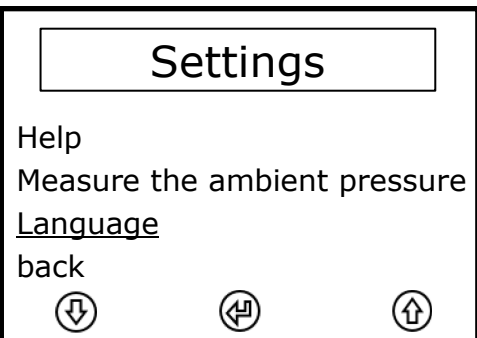 Settings
Help
Measure the ambient pressure
Language
back